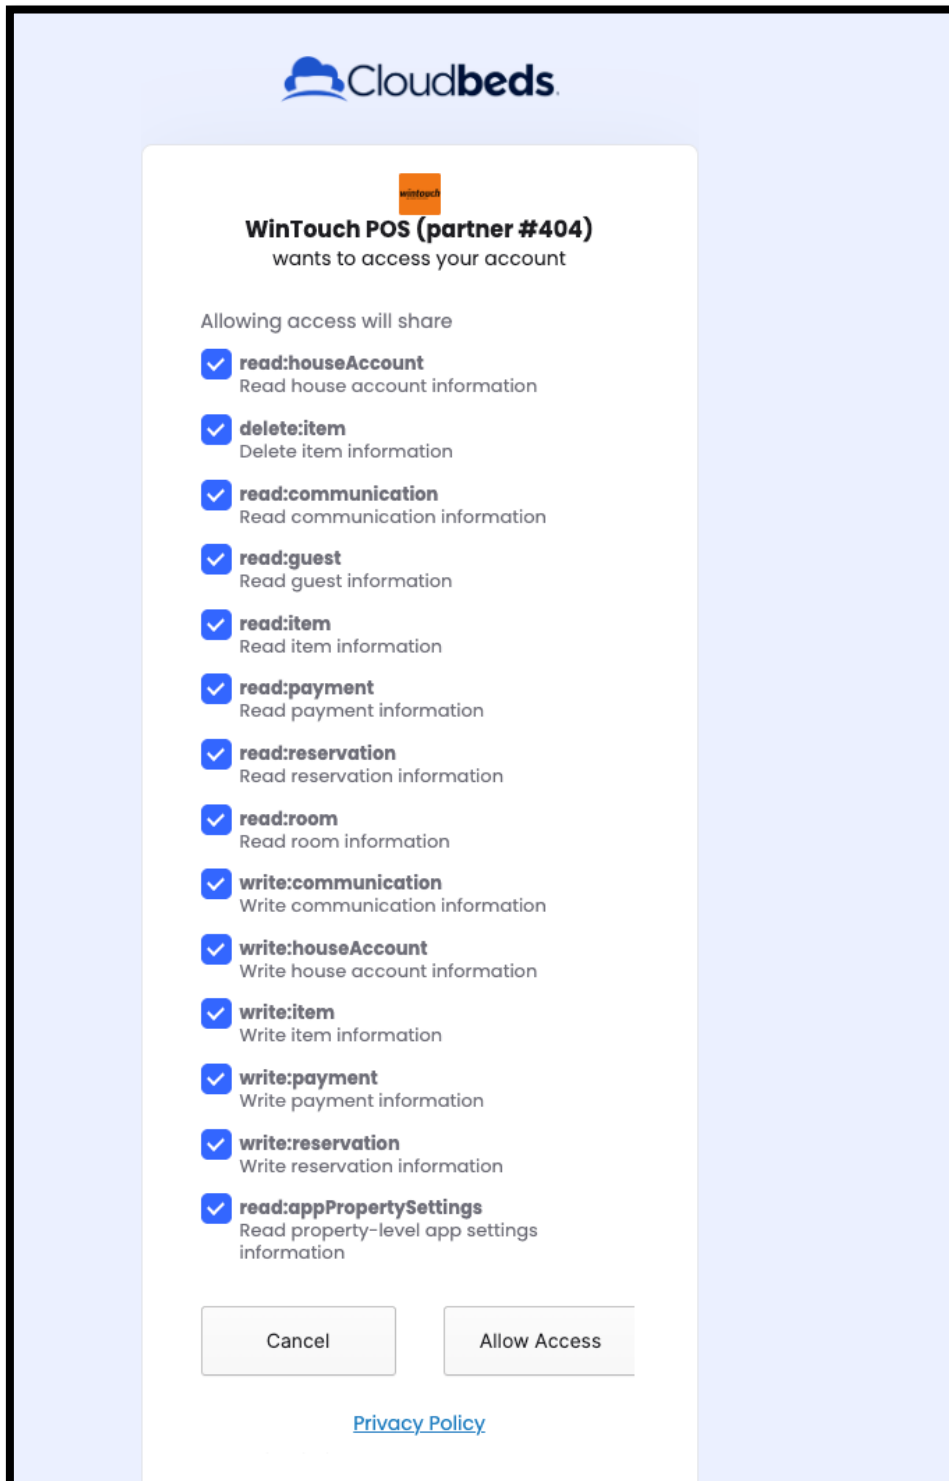 Cloudbeds
wintouch
WinTouch POS (partner #404)
wants to access your account
Allowing access will share
read:houseAccount
Read house account information
delete:item
Delete item information
read:communication
Read communication information
read:guest
Read guest information
read:item
Read item information
read:payment
Read payment information
read:reservation
Read reservation information
read:room
Read room information
write:communication
Write communication information
write:houseAccount
Write house account information
write:item
Write item information
write:payment
Write payment information
write:reservation
Write reservation information
read:appPropertySettings
Read property-level app settings
information
Cancel
Allow Access
Privacy Policy